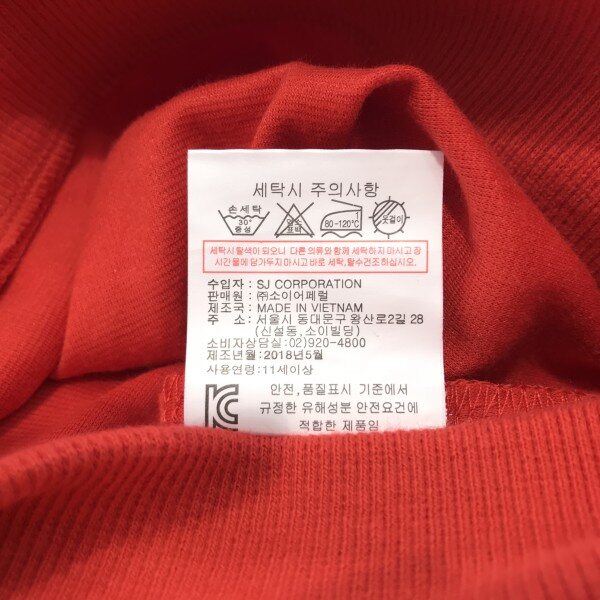 세탁시 주의사항
손세탁
30°
중성
염소
표백
80-120℃
옷걸이
세탁시 탈색이 되오니 다른 의류와 함께 세탁하지 마시고 장
시간 물에 담가두지 마시고 바로 세탁, 탈수건조하십시오.
수입자: SJ CORPORATION
판매원 : ㈜소이어페럴
제조국 : MADE IN VIETNAM
주 소: 서울시 동대문구 왕산로2길 28
(신설동,소이빌딩)
소비자상담실: 02)920-4800
제조년월:2018년5월
사용연령:11세이상
안전,품질표시 기준에서
규정한 유해성분 안전요건에
적합한 제품임